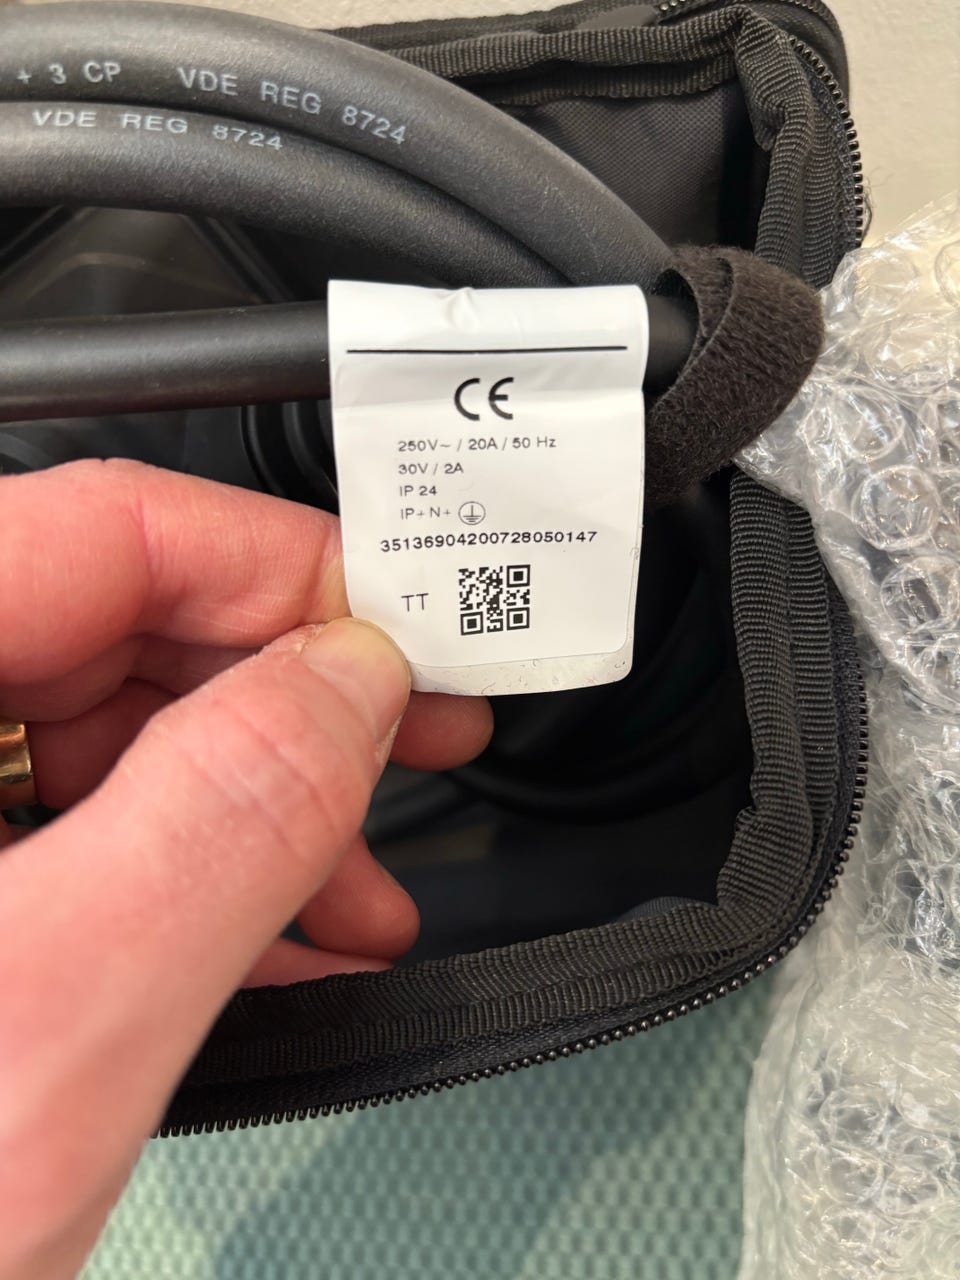 + 3 CP VDE REG 8724
VDE REG 8724
CE
250V~ / 20A / 50 Hz
30V / 2A
IP 24
IP+ N+
35136904200728050147
TT